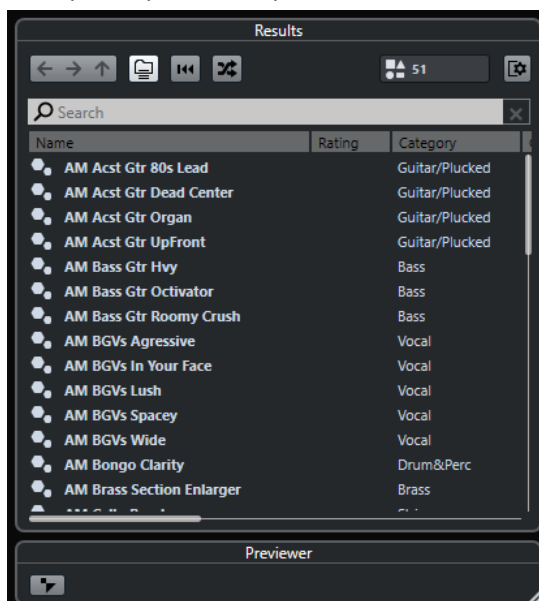 Results
51
Search
Name Rating Category
AM Acst Gtr 80s Lead Guitar/Plucked
AM Acst Gtr Dead Center Guitar/Plucked
AM Acst Gtr Organ Guitar/Plucked
AM Acst Gtr UpFront Guitar/Plucked
AM Bass Gtr Hvy Bass
AM Bass Gtr Octivator Bass
AM Bass Gtr Roomy Crush Bass
AM BGVs Agressive Vocal
AM BGVs In Your Face Vocal
AM BGVs Lush Vocal
AM BGVs Spacey Vocal
AM BGVs Wide Vocal
AM Bongo Clarity Drum&Perc
AM Brass Section Enlarger Brass
Previewer